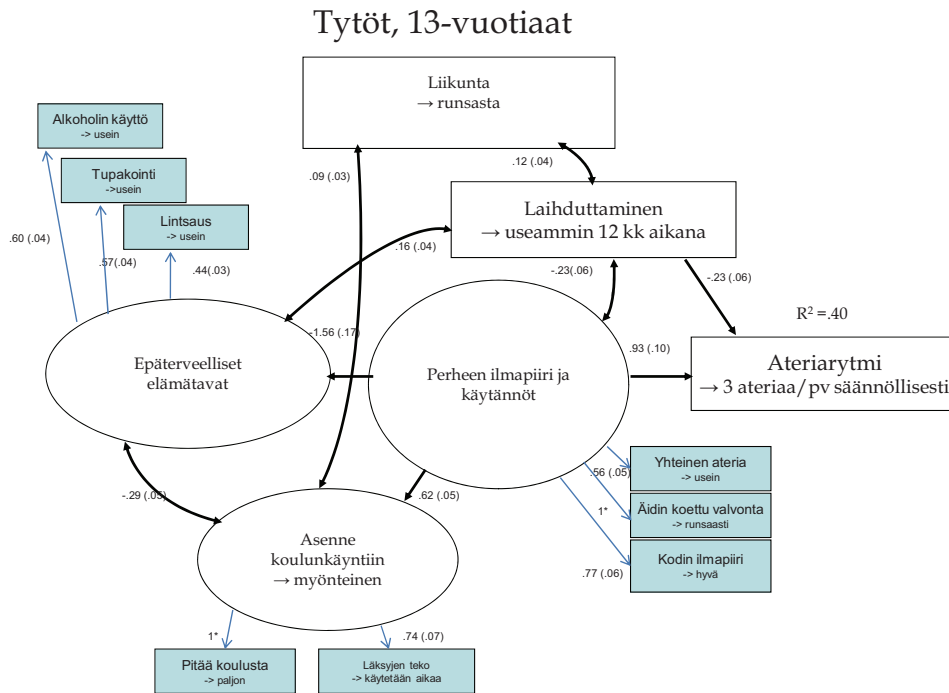 Tytöt, 13-vuotiaat
Liikunta
→ runsasta
Alkoholin käyttö
-> usein
Tupakointi
->usein
Lintsaus
-> usein
.09 (.03)
.12 (.04)
Laihduttaminen
→ useammin 12 kk aikana
.60 (.04)
.57(.04)
.44(.03)
.16 (.04)
-.23(.06)
-.23 (.06)
R² =.40
-1.56 (.17)
.93 (.10)
Epäterveelliset
elämätavat
Perheen ilmapiiri ja
käytännöt
Ateriarytmi
→ 3 ateriaa/pv säännöllisesti
-.29 (.05)
.62 (.05)
.56 (.05)
Yhteinen ateria
-> usein
1*
Äidin koettu valvonta
-> runsaasti
.77 (.06)
Kodin ilmapiiri
-> hyvä
Asenne
koulunkäyntiin
→ myönteinen
1*
.74 (.07)
Pitää koulusta
-> paljon
Läksyjen teko
-> käytetään aikaa